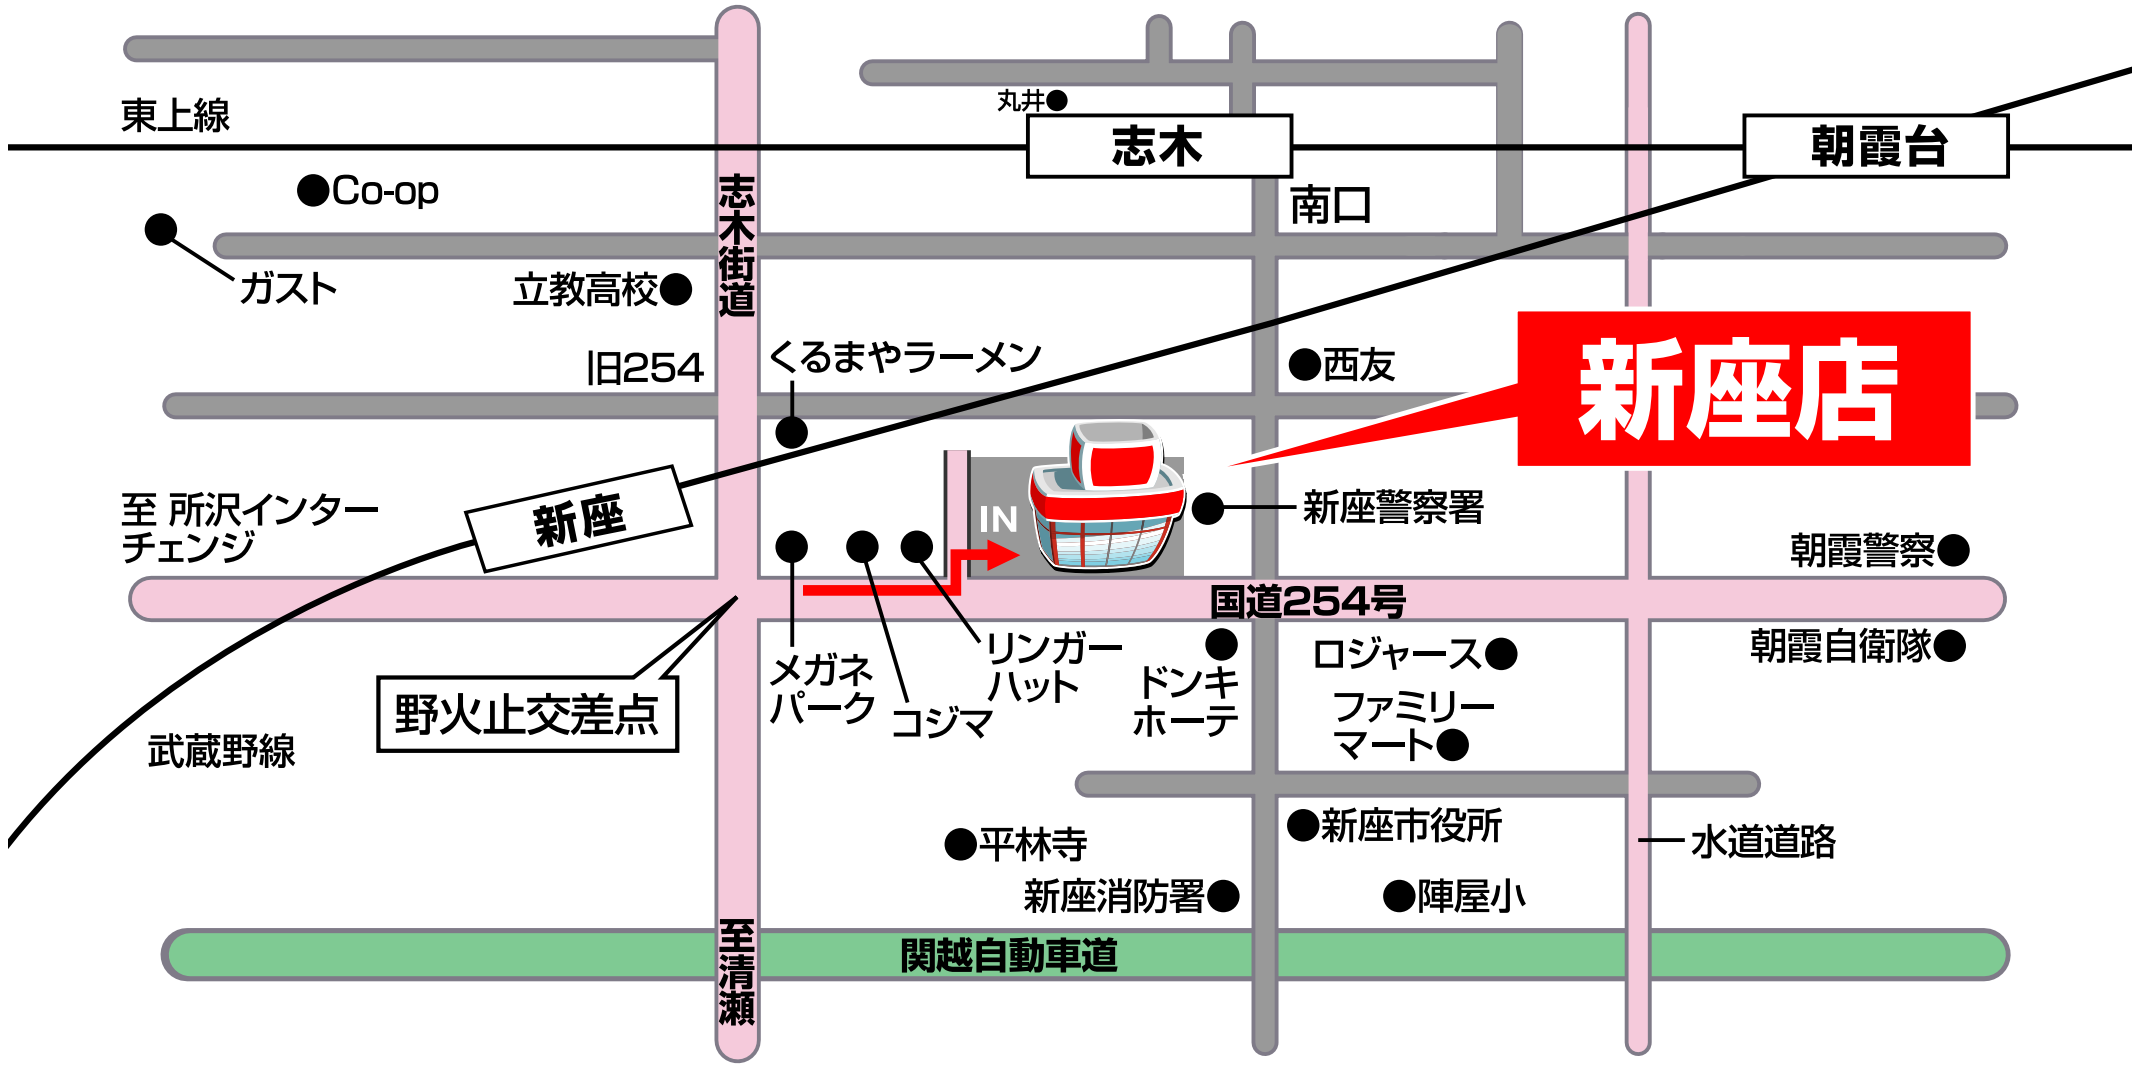 丸井
東上線
志木
朝霞台
Co-op
志木街道
南口
ガスト
立教高校
旧254
くるまやラーメン
西友
新座店
至 所沢インター
チェンジ
新座
IN
新座警察署
朝霞警察
国道254号
野火止交差点
メガネ
パーク
コジマ
リンガー
ハット
ドンキ
ホーテ
ロジャース
ファミリー
マート
朝霞自衛隊
武蔵野線
平林寺
新座市役所
水道道路
新座消防署
陣屋小
至清瀬
関越自動車道